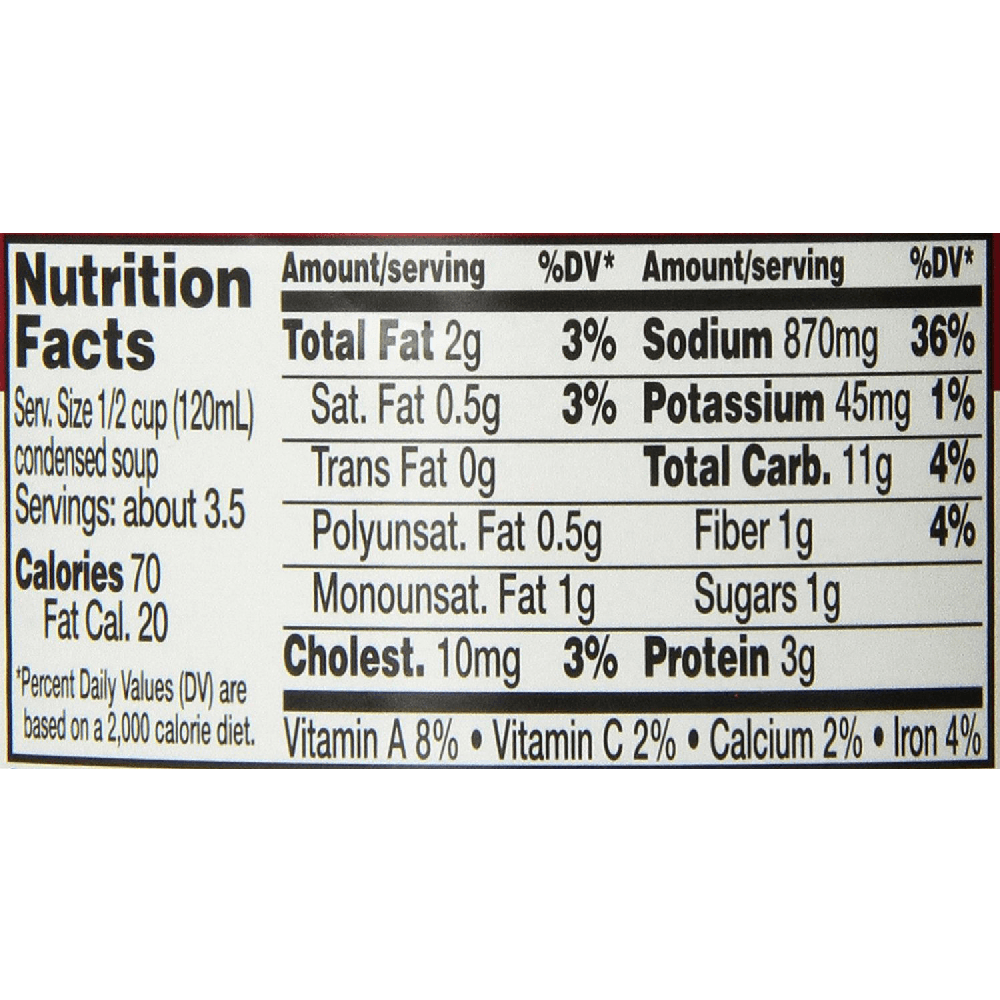 Nutrition
Facts
Serv. Size 1/2 cup (120mL)
condensed soup
Servings: about 3.5
Calories 70
Fat Cal. 20
*Percent Daily Values (DV) are
based on a 2,000 calorie diet.
Amount/serving %DV* Amount/serving %DV*
Total Fat 2g 3% Sodium 870mg 36%
Sat. Fat 0.5g 3% Potassium 45mg 1%
Trans Fat 0g Total Carb. 11g 4%
Polyunsat. Fat 0.5g Fiber 1g 4%
Monounsat. Fat 1g Sugars 1g
Cholest. 10mg 3% Protein 3g
Vitamin A 8% • Vitamin C 2% • Calcium 2% • Iron 4%